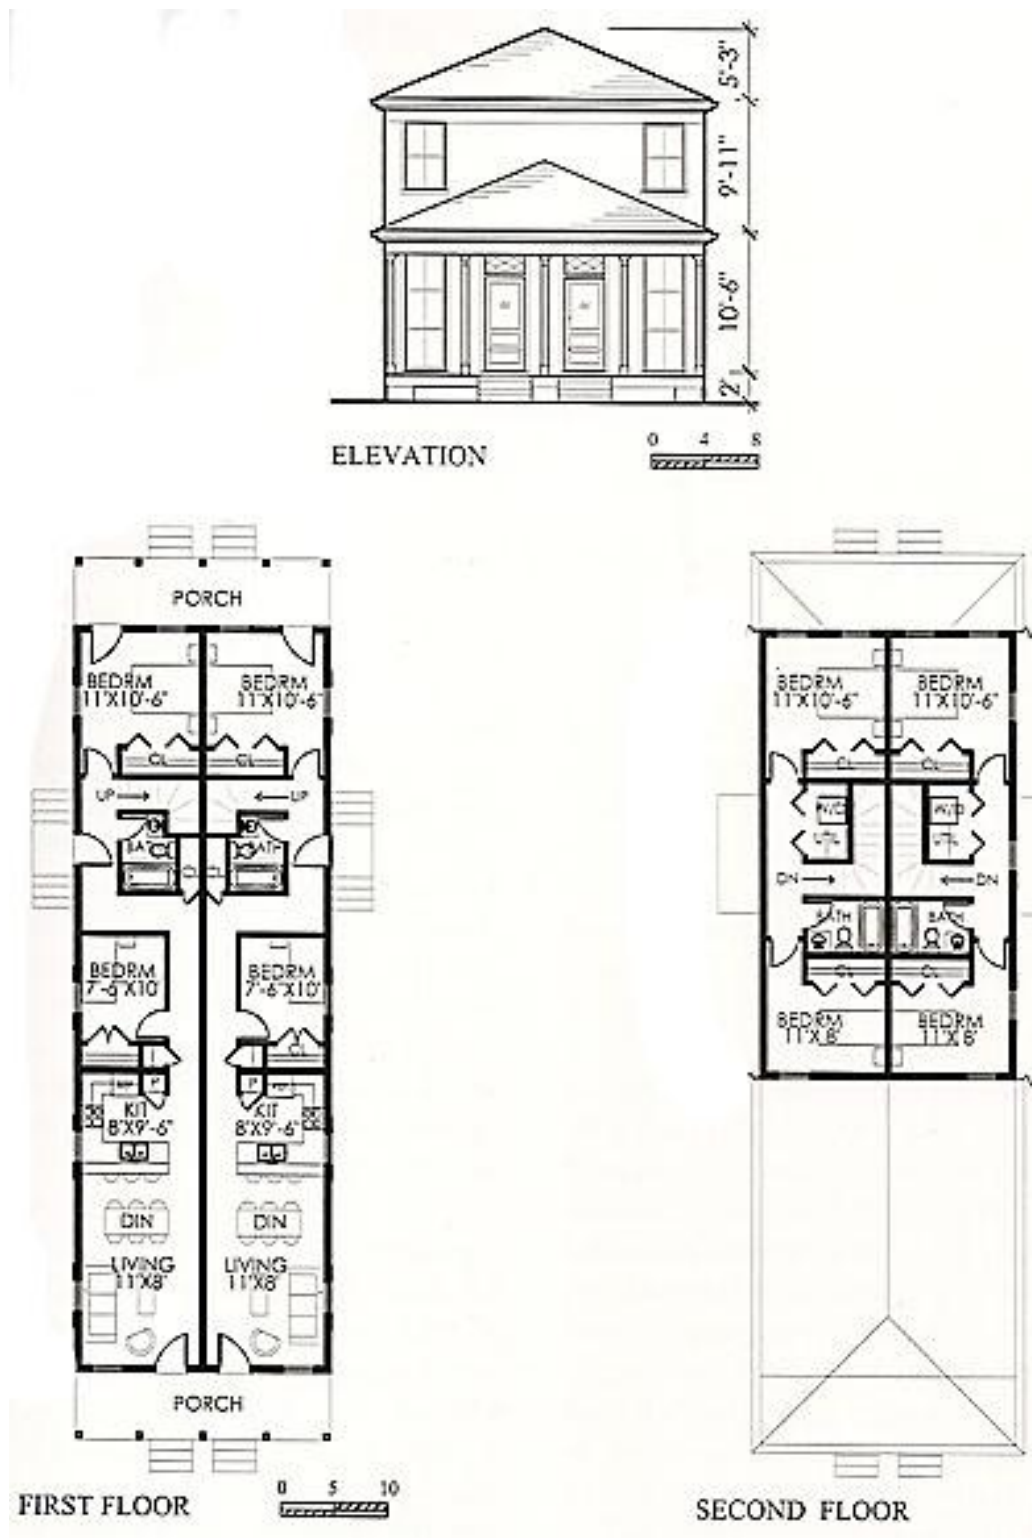 5'-3"
9'-11"
10'-6"
2'
ELEVATION
0 4 8
PORCH
BEDRM BEDRM
11'X10'-6" 11'X10'-6"
CL CL
UP UP
BATH BATH
CL CL
BEDRM BEDRM
7'-6"X10' 7'-6"X10'
CL
P P
KIT KIT
8'X9'-6" 8'X9'-6"
DIN DIN
LIVING LIVING
11'X8' 11'X8'
PORCH
FIRST FLOOR
0 5 10
BEDRM BEDRM
11'X10'-6" 11'X10'-6"
CL CL
W/D W/D
UTIL UTIL
DN DN
BATH BATH
CL CL
BEDRM BEDRM
11'X8' 11'X8'
SECOND FLOOR